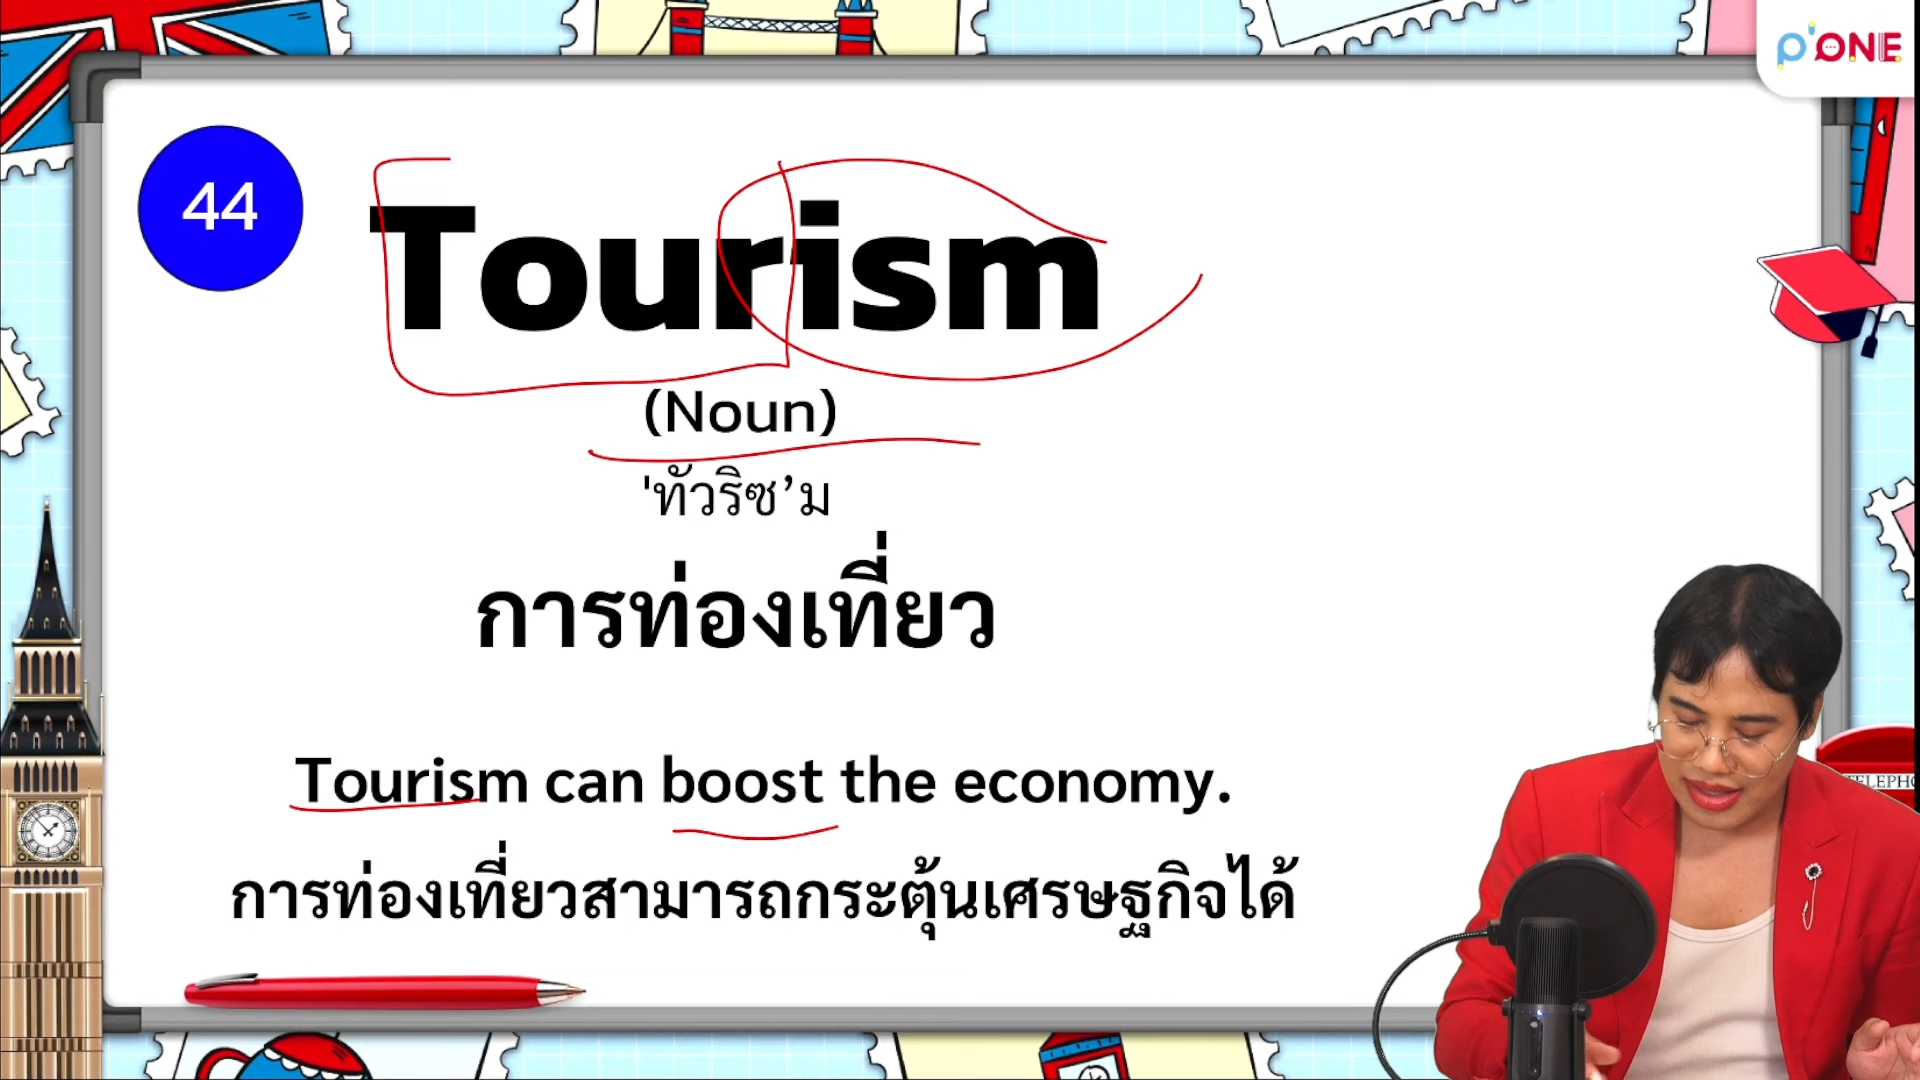 P'ONE
44
Tourism
(Noun)
'ทัวริซ’ม
การท่องเที่ยว
Tourism can boost the economy.
การท่องเที่ยวสามารถกระตุ้นเศรษฐกิจได้